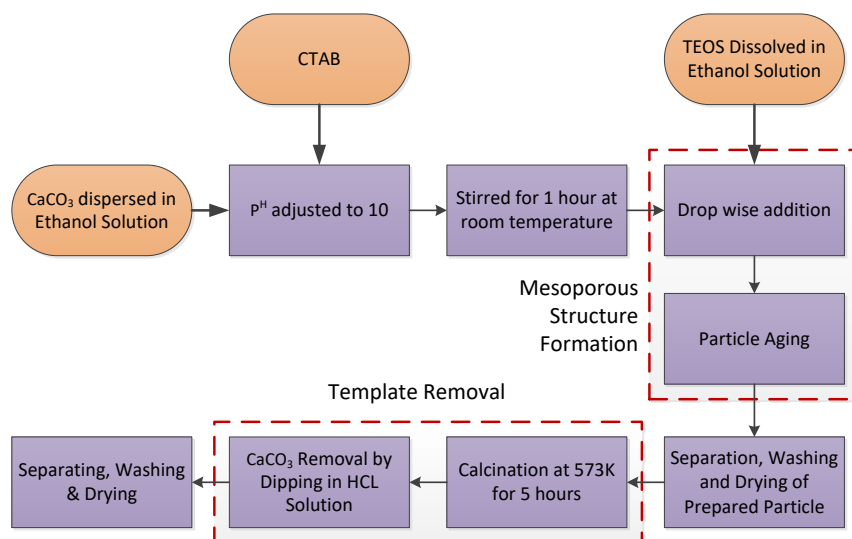 CTAB
TEOS Dissolved in
Ethanol Solution
CaCO₃ dispersed in
Ethanol Solution
Pᴴ adjusted to 10
Stirred for 1 hour at
room temperature
Drop wise addition
Mesoporous
Structure
Formation
Particle Aging
Template Removal
Separating, Washing
& Drying
CaCO₃ Removal by
Dipping in HCL
Solution
Calcination at 573K
for 5 hours
Separation, Washing
and Drying of
Prepared Particle